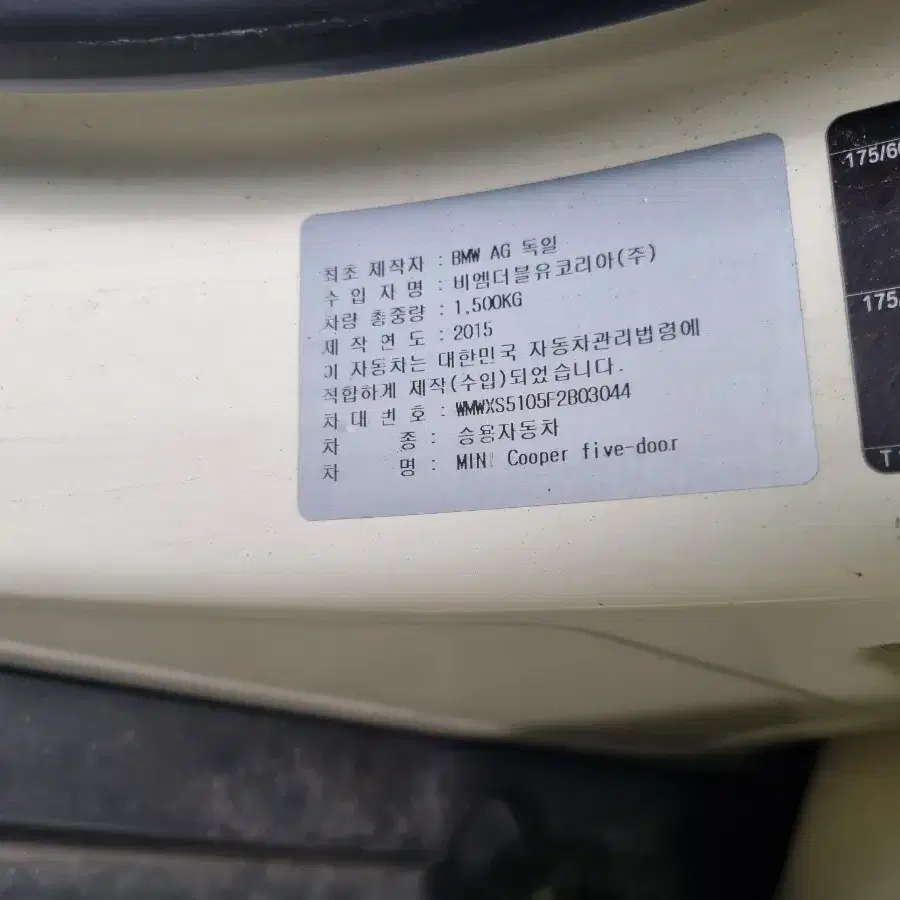 최초 제작자 : BMW AG 독일
수 입 자 명 : 비엠더블유코리아(주)
차량 총중량 : 1,500KG
제 작 연 도 : 2015
이 자동차는 대한민국 자동차관리법령에
적합하게 제작(수입)되었습니다.
차 대 번 호 : WMWXS5105F2B03044
차 종 : 승용자동차
차 명 : MINI Cooper five-door
175/60
175/
T